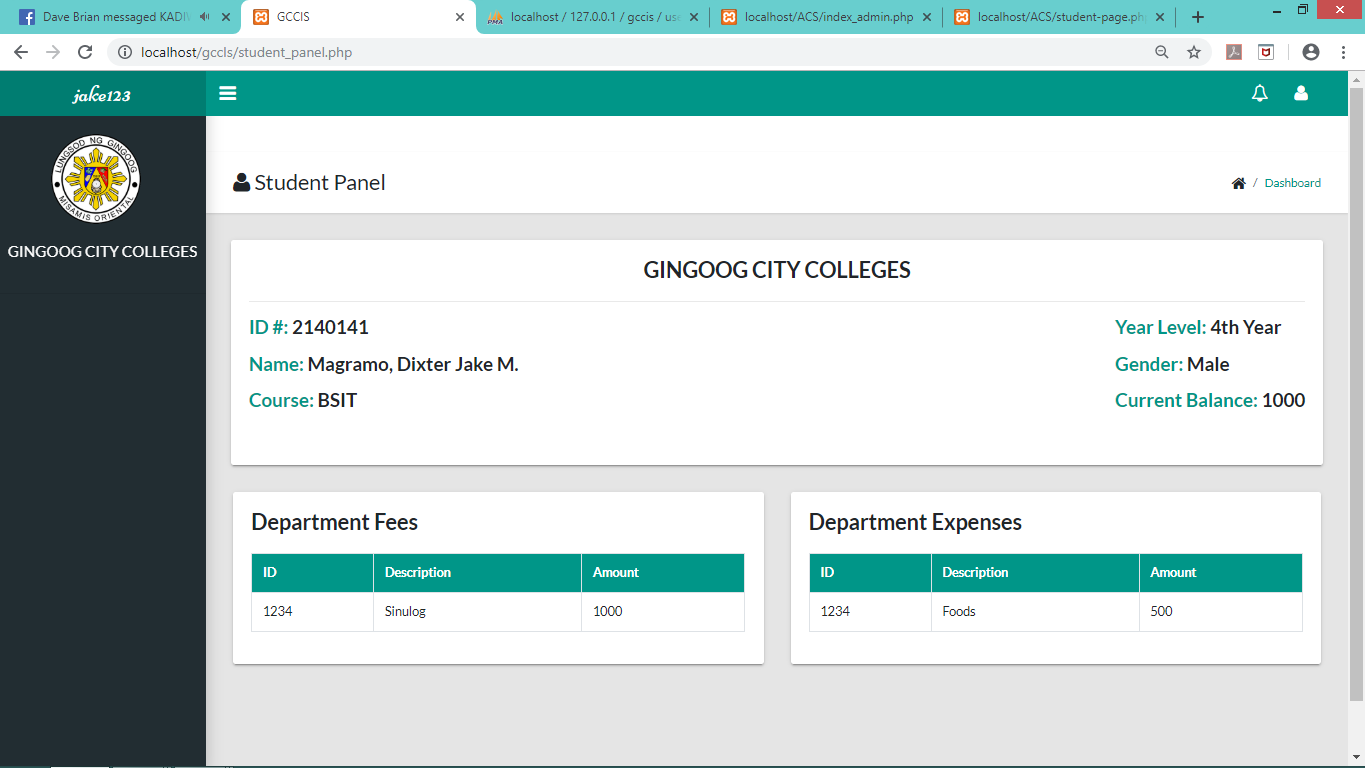 Dave Brian messaged KADIV
GCCIS
localhost / 127.0.0.1 / gccis / use
localhost/ACS/index_admin.php
localhost/ACS/student-page.ph
localhost/gccIs/student_panel.php
jake123
LUNGSOD NG GINGOOG
MISAMIS ORIENTAL
GINGOOG CITY COLLEGES
Student Panel
/ Dashboard
GINGOOG CITY COLLEGES
ID #: 2140141
Year Level: 4th Year
Name: Magramo, Dixter Jake M.
Gender: Male
Course: BSIT
Current Balance: 1000
Department Fees
ID Description Amount
1234 Sinulog 1000
Department Expenses
ID Description Amount
1234 Foods 500